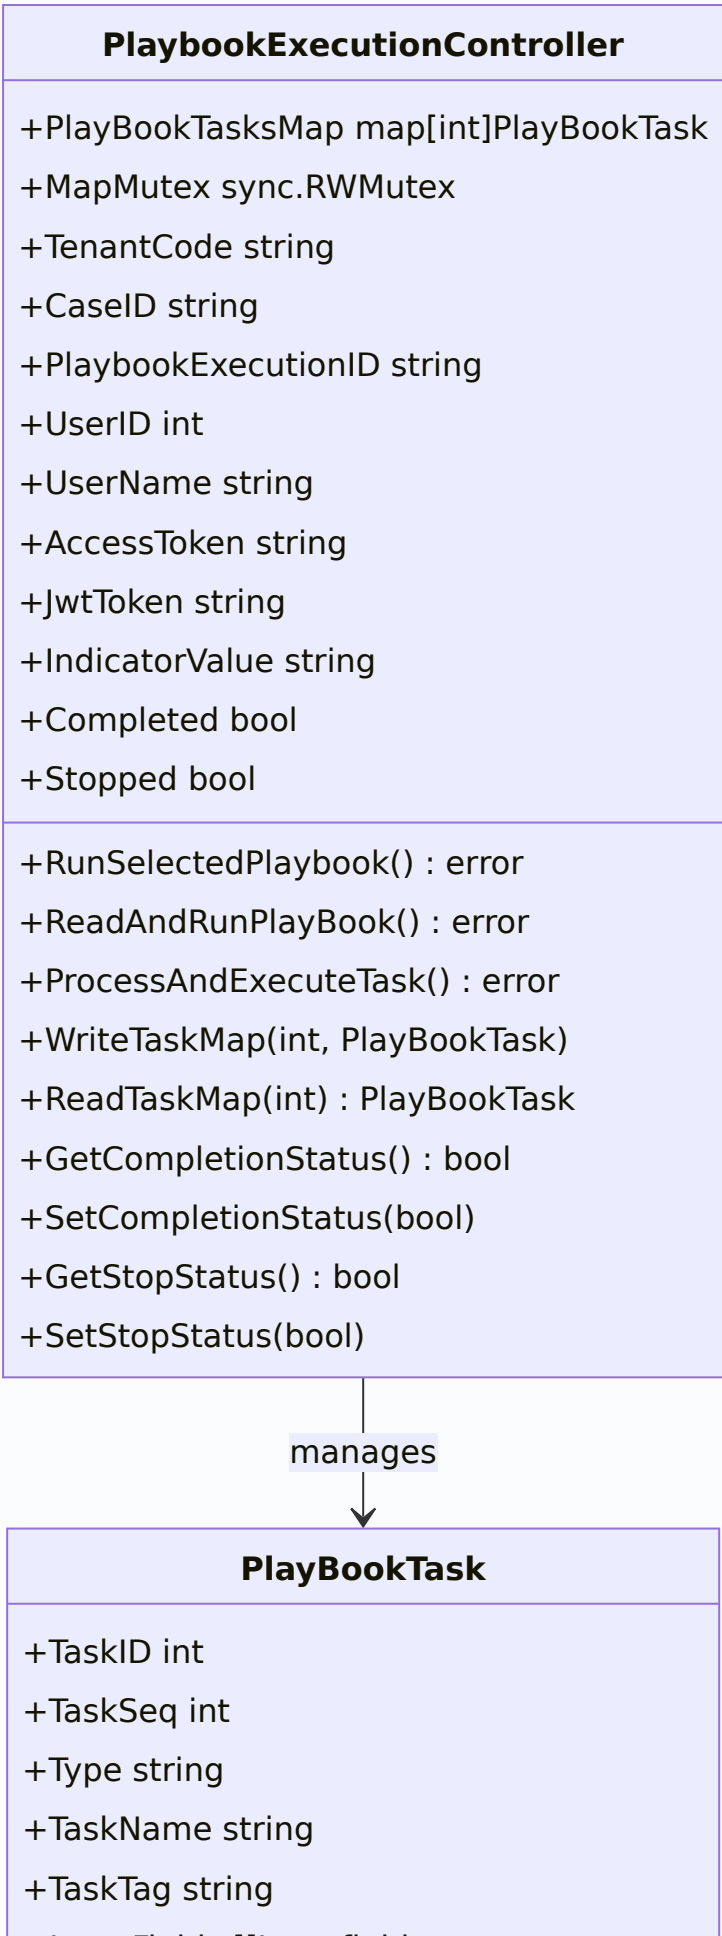 PlaybookExecutionController
+PlayBookTasksMap map[int]PlayBookTask
+MapMutex sync.RWMutex
+TenantCode string
+CaseID string
+PlaybookExecutionID string
+UserID int
+UserName string
+AccessToken string
+JwtToken string
+IndicatorValue string
+Completed bool
+Stopped bool
+RunSelectedPlaybook() : error
+ReadAndRunPlayBook() : error
+ProcessAndExecuteTask() : error
+WriteTaskMap(int, PlayBookTask)
+ReadTaskMap(int) : PlayBookTask
+GetCompletionStatus() : bool
+SetCompletionStatus(bool)
+GetStopStatus() : bool
+SetStopStatus(bool)
manages
PlayBookTask
+TaskID int
+TaskSeq int
+Type string
+TaskName string
+TaskTag string